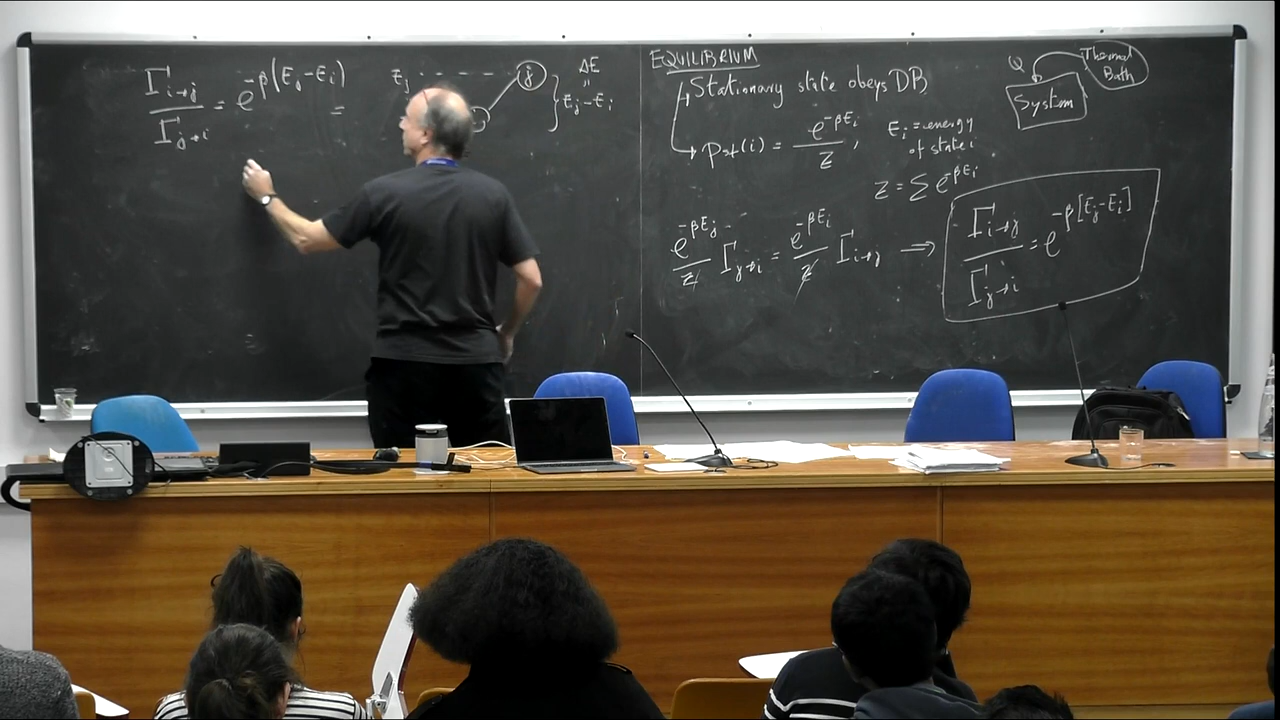 Γi→j / Γj→i = e^-β(Ej-Ei) =
Ej - - - - - j
ΔE
"
Ej - Ei
EQUILIBRIUM
Stationary state obeys DB
Pst(i) = e^-βEi / Z ,
Ei = energy
of state i
Z = Σ e^-βEi
Q
Thermal
Bath
System
e^-βEj / Z Γj→i = e^-βEi / Z Γi→j ⇒ Γi→j / Γj→i = e^-β[Ej-Ei]